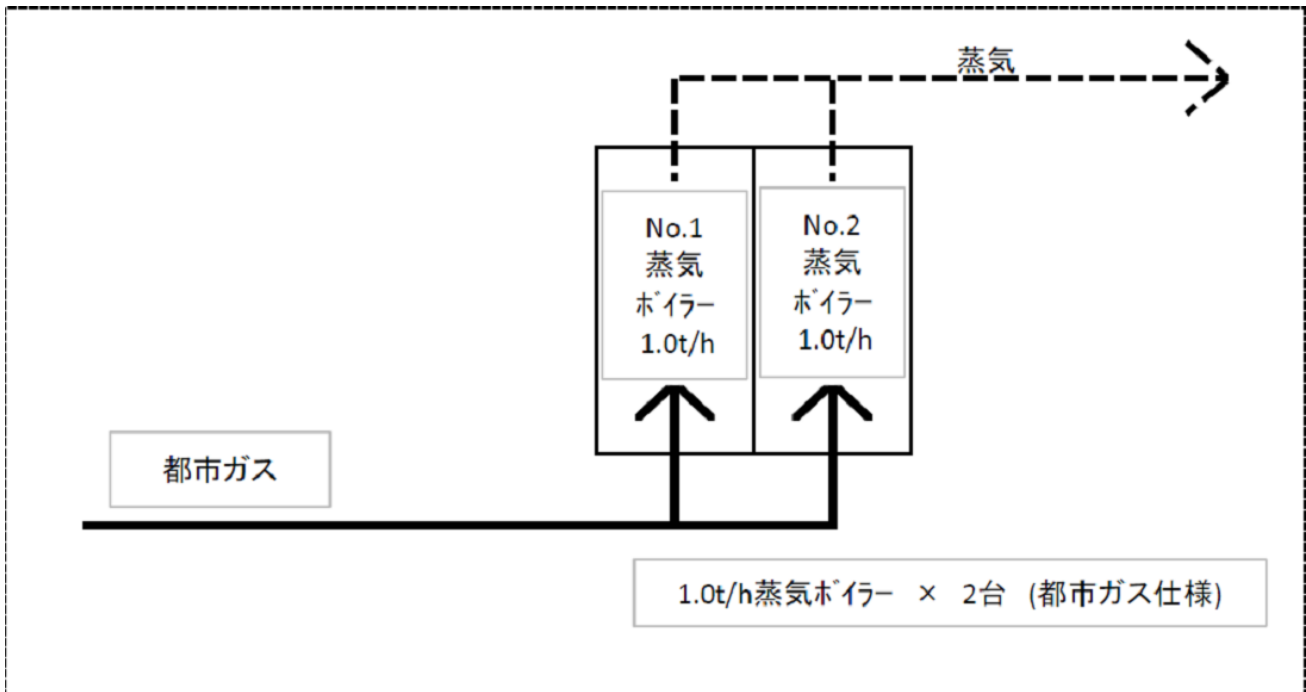 蒸気
No.1
蒸気
ﾎﾞｲﾗｰ
1.0t/h
No.2
蒸気
ﾎﾞｲﾗｰ
1.0t/h
都市ガス
1.0t/h蒸気ﾎﾞｲﾗｰ × 2台 (都市ガス仕様)